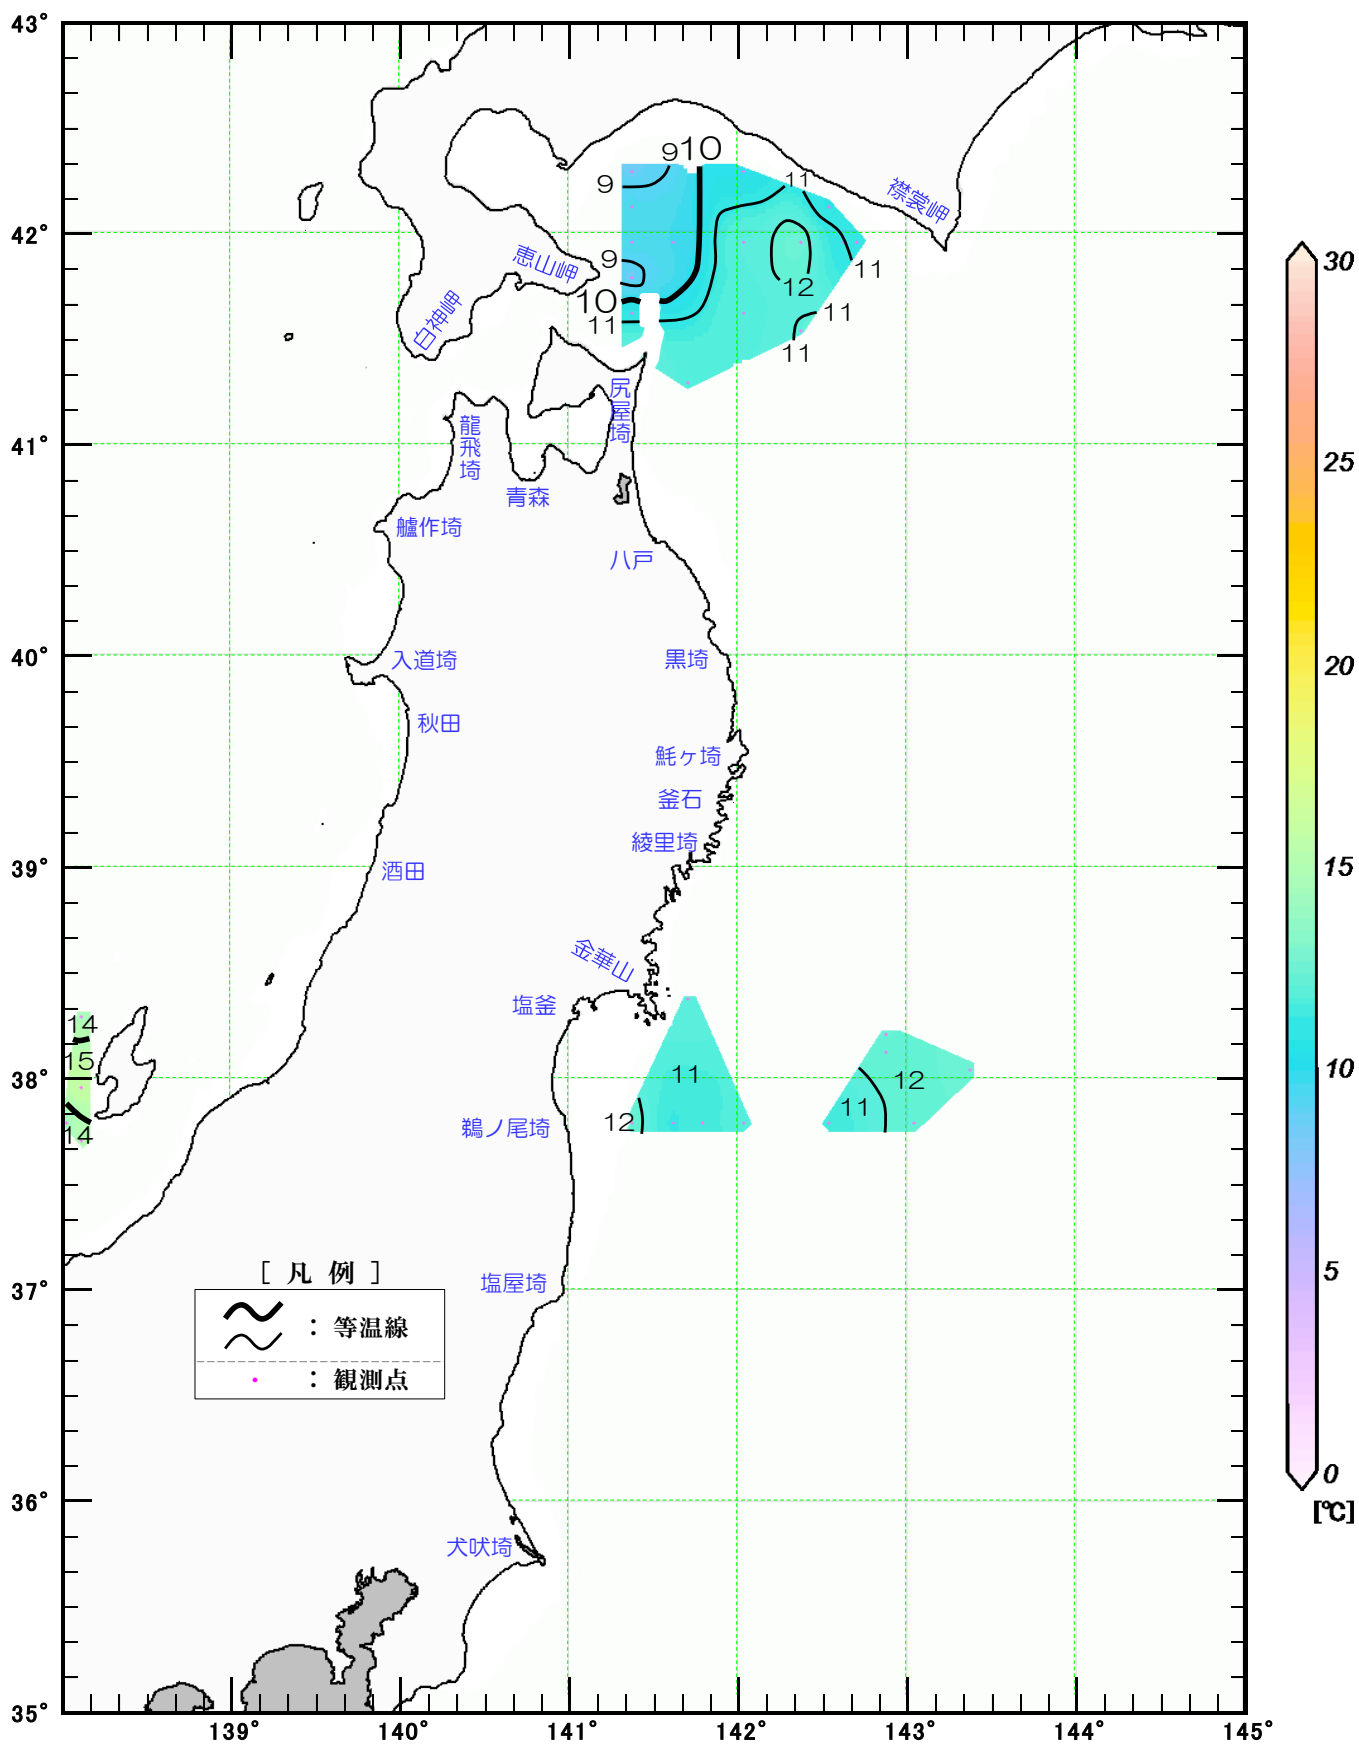 43°
9 10
9
11
襟裳岬
42°
恵山岬
9
11
30
12
10
11
11
白神岬
11
尻屋埼
41°
龍飛埼
25
青森
艫作埼
八戸
40°
入道埼
黒埼
20
秋田
魹ヶ埼
釜石
綾里埼
39°
酒田
15
金華山
塩釜
14
15
38°
11
12
10
11
12
14
鵜ノ尾埼
[ 凡 例 ]
37°
塩屋埼
5
：等温線
：観測点
0
36°
[℃]
犬吠埼
35°
139° 140° 141° 142° 143° 144° 145°